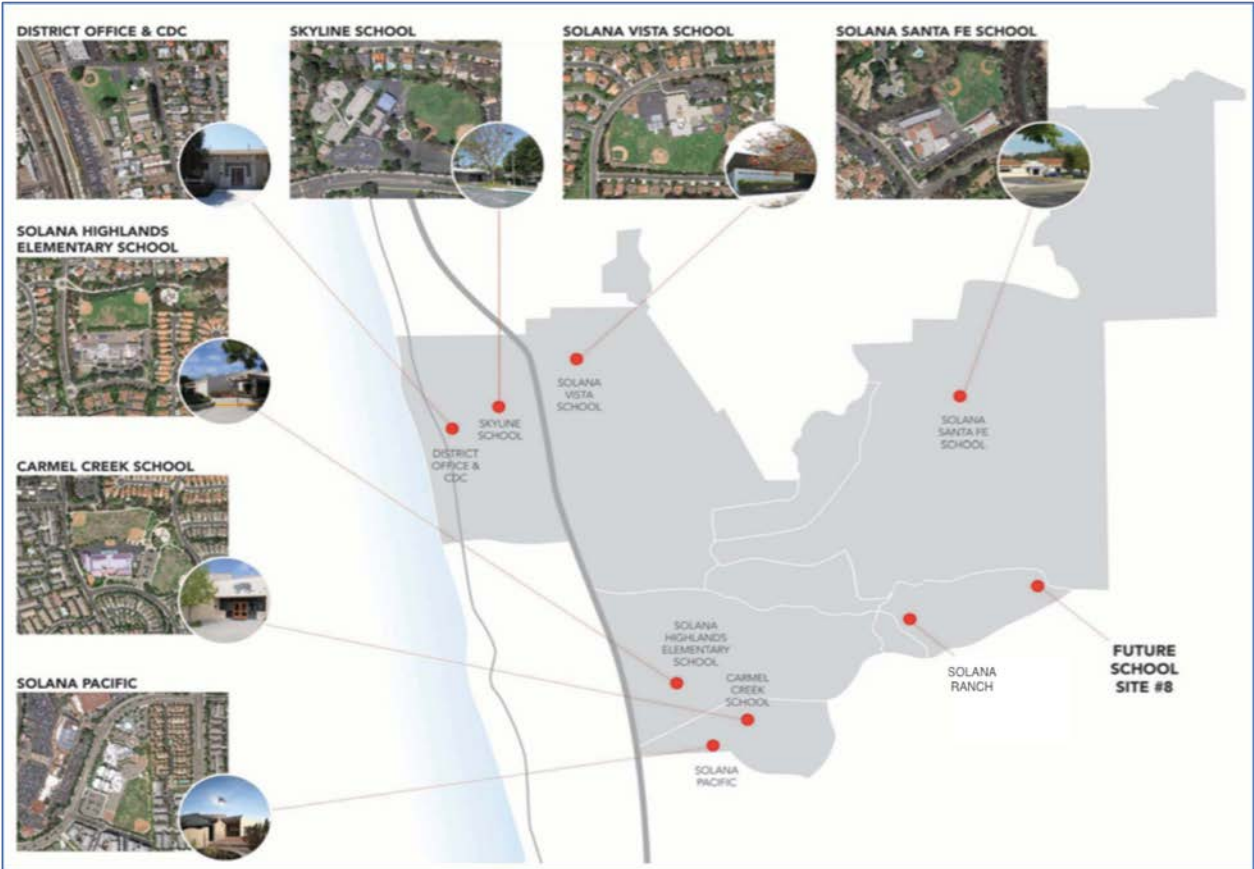 DISTRICT OFFICE & CDC
SKYLINE SCHOOL
SOLANA VISTA SCHOOL
SOLANA SANTA FE SCHOOL
SOLANA HIGHLANDS
ELEMENTARY SCHOOL
CARMEL CREEK SCHOOL
SOLANA PACIFIC
SOLANA
VISTA
SCHOOL
SKYLINE
SCHOOL
DISTRICT
OFFICE &
CDC
SOLANA
SANTA FE
SCHOOL
SOLANA
HIGHLANDS
ELEMENTARY
SCHOOL
CARMEL
CREEK
SCHOOL
SOLANA
PACIFIC
SOLANA
RANCH
FUTURE
SCHOOL
SITE #8